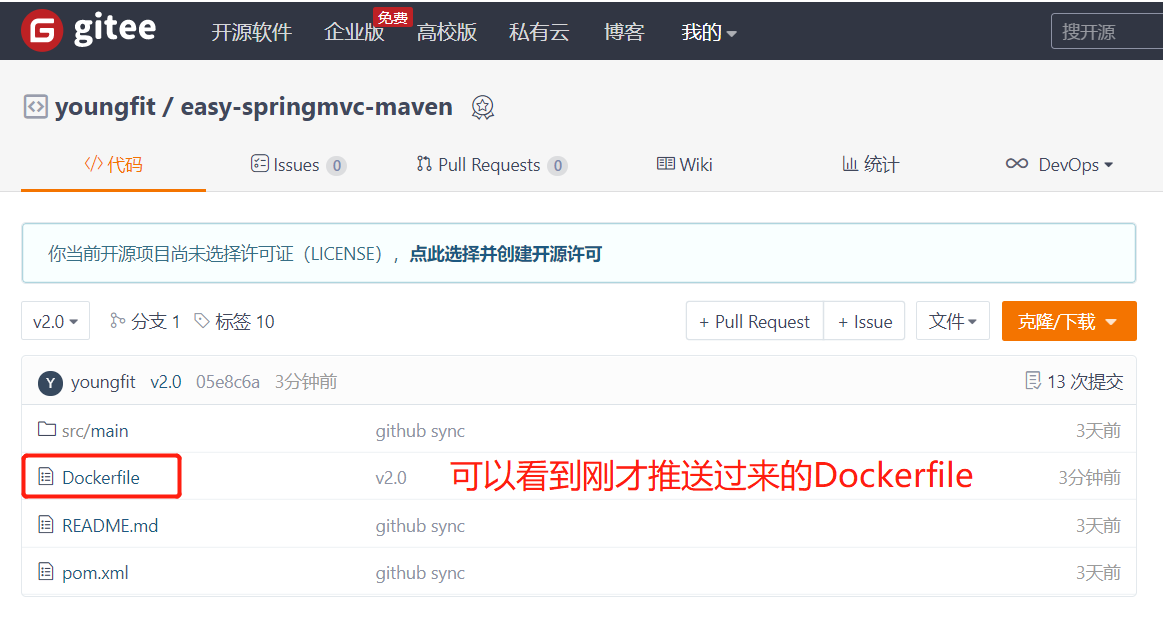 gitee 开源软件 企业版 免费 高校版 私有云 博客 我的 搜开源
youngfit / easy-springmvc-maven
</> 代码 Issues 0 Pull Requests 0 Wiki 统计 DevOps
你当前开源项目尚未选择许可证（LICENSE），点此选择并创建开源许可
v2.0 分支 1 标签 10 + Pull Request + Issue 文件 克隆/下载
Y youngfit v2.0 05e8c6a 3分钟前 13 次提交
src/main github sync 3天前
Dockerfile v2.0 可以看到刚才推送过来的Dockerfile 3分钟前
README.md github sync 3天前
pom.xml github sync 3天前